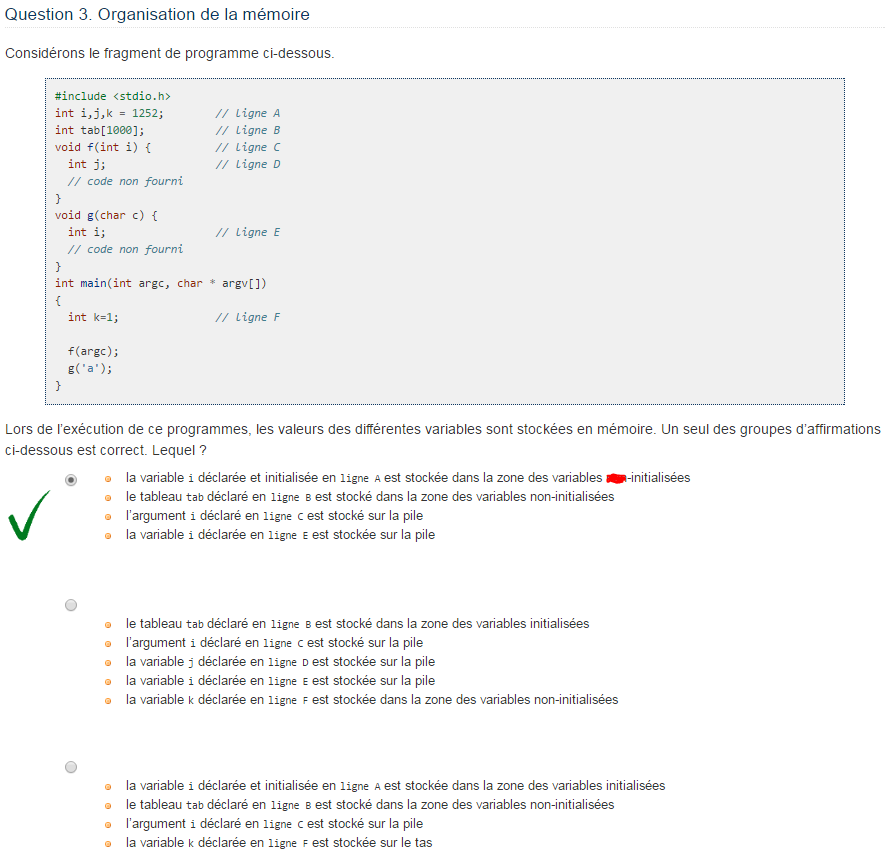 Question 3. Organisation de la mémoire
Considérons le fragment de programme ci-dessous.
#include <stdio.h>
int i,j,k = 1252; // ligne A
int tab[1000]; // ligne B
void f(int i) { // ligne C
int j; // ligne D
// code non fourni
}
void g(char c) {
int i; // ligne E
// code non fourni
}
int main(int argc, char * argv[])
{
int k=1; // ligne F
f(argc);
g('a');
}
Lors de l'exécution de ce programmes, les valeurs des différentes variables sont stockées en mémoire. Un seul des groupes d'affirmations
ci-dessous est correct. Lequel ?
la variable i déclarée et initialisée en ligne A est stockée dans la zone des variables -initialisées
le tableau tab déclaré en ligne B est stocké dans la zone des variables non-initialisées
l'argument i déclaré en ligne C est stocké sur la pile
la variable i déclarée en ligne E est stockée sur la pile
le tableau tab déclaré en ligne B est stocké dans la zone des variables initialisées
l'argument i déclaré en ligne C est stocké sur la pile
la variable j déclarée en ligne D est stockée sur la pile
la variable i déclarée en ligne E est stockée sur la pile
la variable k déclarée en ligne F est stockée dans la zone des variables non-initialisées
la variable i déclarée et initialisée en ligne A est stockée dans la zone des variables initialisées
le tableau tab déclaré en ligne B est stocké dans la zone des variables non-initialisées
l'argument i déclaré en ligne C est stocké sur la pile
la variable k déclarée en ligne F est stockée sur le tas